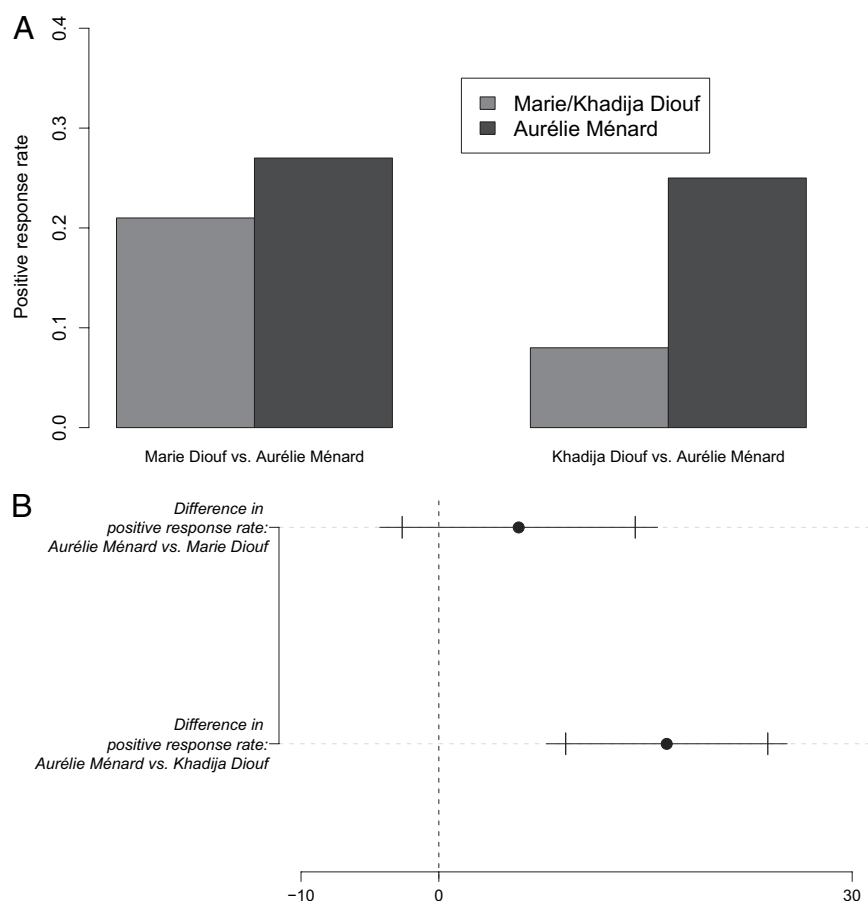 A
Positive response rate
0.4
0.3
0.2
0.1
0.0
Marie/Khadija Diouf
Aurélie Ménard
Marie Diouf vs. Aurélie Ménard
Khadija Diouf vs. Aurélie Ménard
B
Difference in
positive response rate:
Aurélie Ménard vs. Marie Diouf
Difference in
positive response rate:
Aurélie Ménard vs. Khadija Diouf
−10
0
30